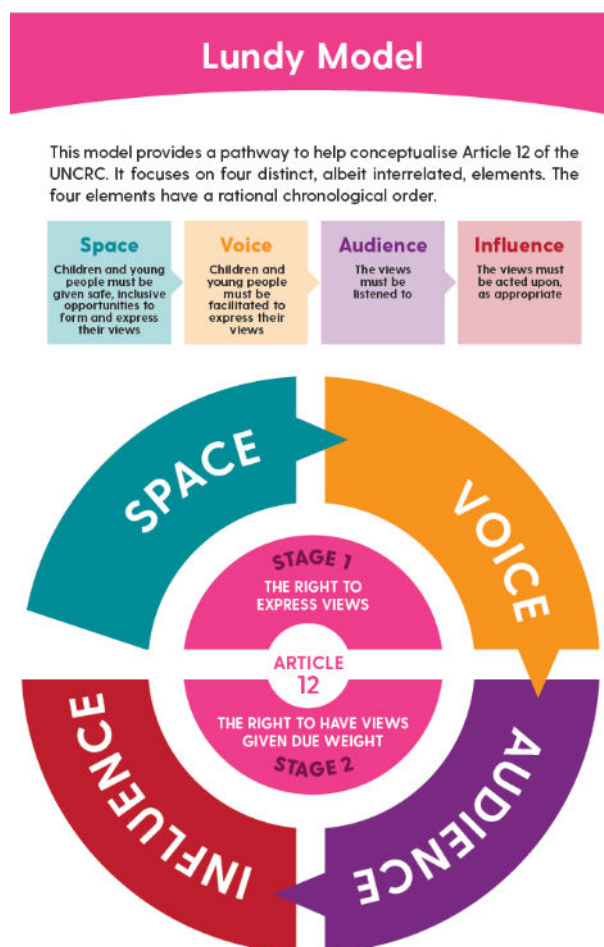 Lundy Model
This model provides a pathway to help conceptualise Article 12 of the
UNCRC. It focuses on four distinct, albeit interrelated, elements. The
four elements have a rational chronological order.
Space
Children and young
people must be
given safe, inclusive
opportunities to
form and express
their views
Voice
Children and
young people
must be
facilitated to
express their
views
Audience
The views
must be
listened to
Influence
The views must
be acted upon,
as appropriate
SPACE
VOICE
STAGE 1
THE RIGHT TO
EXPRESS VIEWS
ARTICLE
12
THE RIGHT TO HAVE VIEWS
GIVEN DUE WEIGHT
STAGE 2
AUDIENCE
INFLUENCE